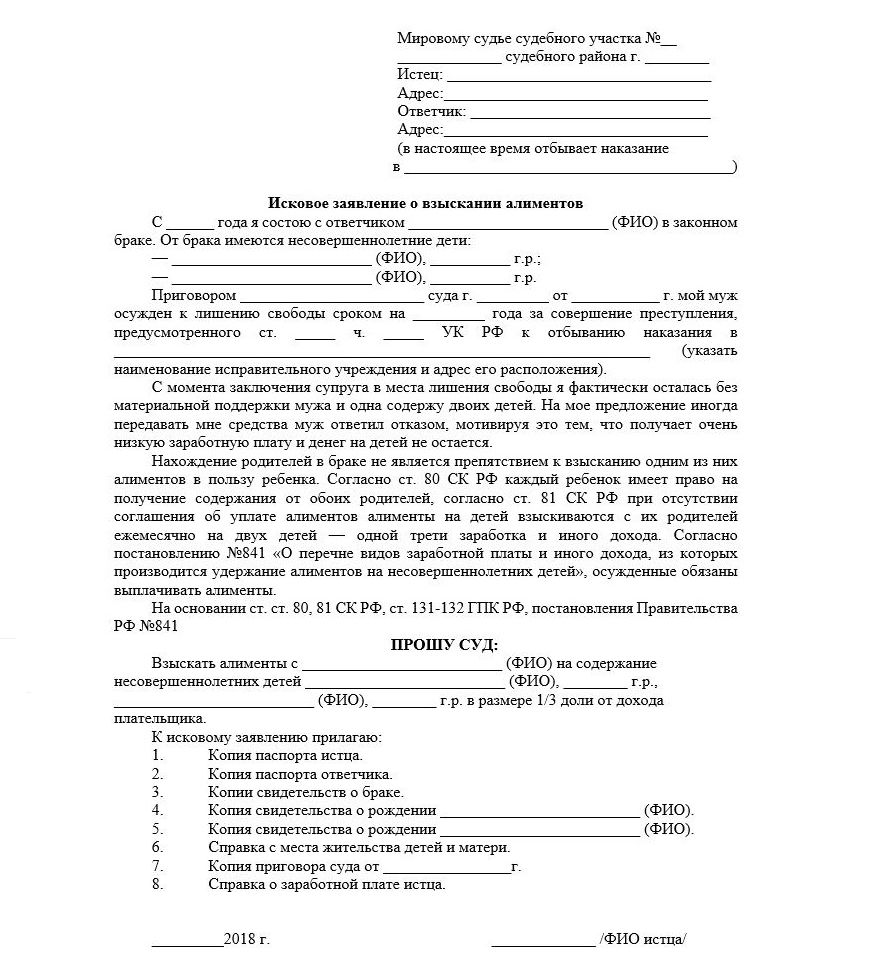 Мировому судье судебного участка №__
_____________ судебного района г. ________
Истец: _________________________________
Адрес:_________________________________
Ответчик: ______________________________
Адрес:_________________________________
(в настоящее время отбывает наказание
в _________________________________________)
Исковое заявление о взыскании алиментов
С ______ года я состою с ответчиком _________________________ (ФИО) в законном
браке. От брака имеются несовершеннолетние дети:
— _________________________ (ФИО), __________ г.р.;
— _________________________ (ФИО), __________ г.р.
Приговором _______________________ суда г. _________ от ___________ г. мой муж
осужден к лишению свободы сроком на _________ года за совершение преступления,
предусмотренного ст. _____ ч. _____ УК РФ к отбыванию наказания в
___________________________________________________________________ (указать
наименование исправительного учреждения и адрес его расположения).
С момента заключения супруга в места лишения свободы я фактически осталась без
материальной поддержки мужа и одна содержу двоих детей. На мое предложение иногда
передавать мне средства муж ответил отказом, мотивируя это тем, что получает очень
низкую заработную плату и денег на детей не остается.
Нахождение родителей в браке не является препятствием к взысканию одним из них
алиментов в пользу ребенка. Согласно ст. 80 СК РФ каждый ребенок имеет право на
получение содержания от обоих родителей, согласно ст. 81 СК РФ при отсутствии
соглашения об уплате алиментов алименты на детей взыскиваются с их родителей
ежемесячно на двух детей — одной трети заработка и иного дохода. Согласно
постановлению №841 «О перечне видов заработной платы и иного дохода, из которых
производится удержание алиментов на несовершеннолетних детей», осужденные обязаны
выплачивать алименты.
На основании ст. ст. 80, 81 СК РФ, ст. 131-132 ГПК РФ, постановления Правительства
РФ №841
ПРОШУ СУД:
Взыскать алименты с _________________________ (ФИО) на содержание
несовершеннолетних детей _________________________ (ФИО), ________ г.р.,
_________________________ (ФИО), ________ г.р. в размере 1/3 доли от дохода
плательщика.
К исковому заявлению прилагаю:
1. Копия паспорта истца.
2. Копия паспорта ответчика.
3. Копии свидетельств о браке.
4. Копия свидетельства о рождении _________________________ (ФИО).
5. Копия свидетельства о рождении _________________________ (ФИО).
6. Справка с места жительства детей и матери.
7. Копия приговора суда от ________________г.
8. Справка о заработной плате истца.
_________2018 г. _____________ /ФИО истца/